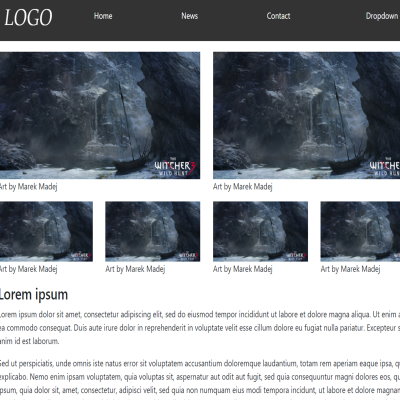 LOGO Home News Contact Dropdown
THE WITCHER 3 WILD HUNT THE WITCHER WILD HUNT
Art by Marek Madej Art by Marek Madej
Art by Marek Madej Art by Marek Madej Art by Marek Madej Art by Marek Madej
Lorem ipsum
Lorem ipsum dolor sit amet, consectetur adipiscing elit, sed do eiusmod tempor incididunt ut labore et dolore magna aliqua. Ut enim
ea commodo consequat. Duis aute irure dolor in reprehenderit in voluptate velit esse cillum dolore eu fugiat nulla pariatur. Excepteur
anim id est laborum.
Sed ut perspiciatis, unde omnis iste natus error sit voluptatem accusantium doloremque laudantium, totam rem aperiam eaque ipsa,
explicabo. Nemo enim ipsam voluptatem, quia voluptas sit, aspernatur aut odit aut fugit, sed quia consequuntur magni dolores eos,
ipsum, quia dolor sit, amet, consectetur, adipisci velit, sed quia non numquam eius modi tempora incidunt, ut labore et dolore magnam